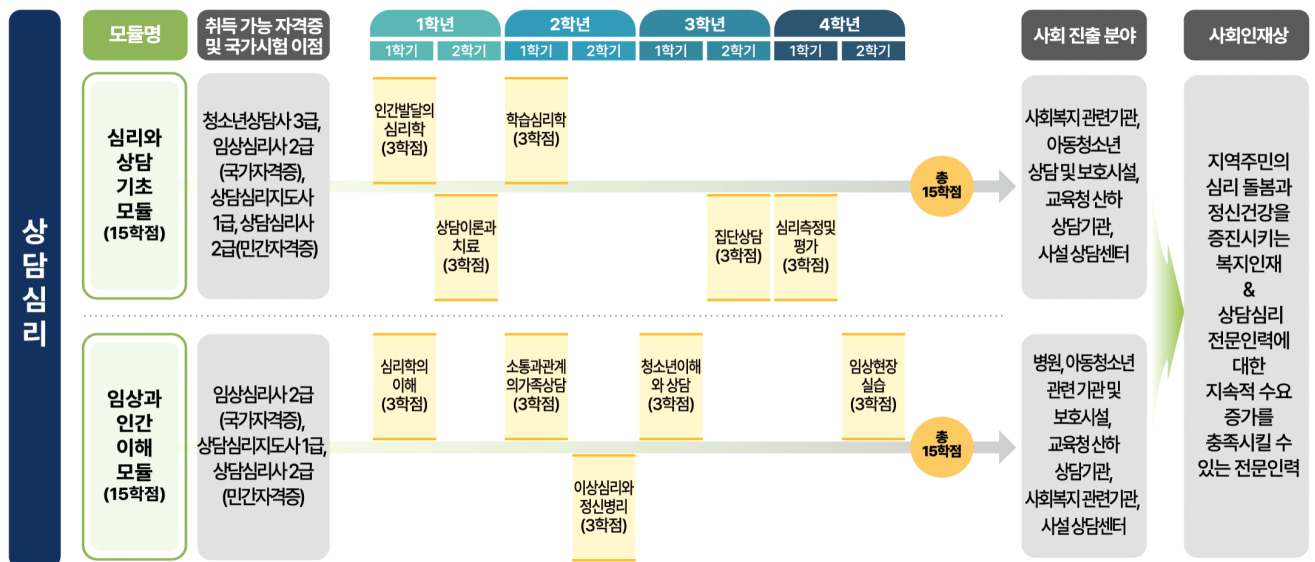 상담심리
모듈명
취득 가능 자격증
및 국가시험 이점
1학년
2학년
3학년
4학년
1학기
2학기
1학기
2학기
1학기
2학기
1학기
2학기
사회 진출 분야
사회인재상
심리와
상담
기초
모듈
(15학점)
청소년상담사 3급,
임상심리사 2급
(국가자격증),
상담심리지도사
1급, 상담심리사
2급(민간자격증)
인간발달의
심리학
(3학점)
상담이론과
치료
(3학점)
학습심리학
(3학점)
집단상담
(3학점)
심리측정및
평가
(3학점)
총
15학점
사회복지 관련기관,
아동청소년
상담 및 보호시설,
교육청 산하
상담기관,
사설 상담센터
임상과
인간
이해
모듈
(15학점)
임상심리사 2급
(국가자격증),
상담심리지도사 1급,
상담심리사 2급
(민간자격증)
심리학의
이해
(3학점)
소통과관계
의가족상담
(3학점)
이상심리와
정신병리
(3학점)
청소년이해
와 상담
(3학점)
임상현장
실습
(3학점)
총
15학점
병원, 아동청소년
관련 기관 및
보호시설,
교육청 산하
상담기관,
사회복지 관련기관,
사설 상담센터
지역주민의
심리 돌봄과
정신건강을
증진시키는
복지인재
&
상담심리
전문인력에
대한
지속적 수요
증가를
충족시킬 수
있는 전문인력